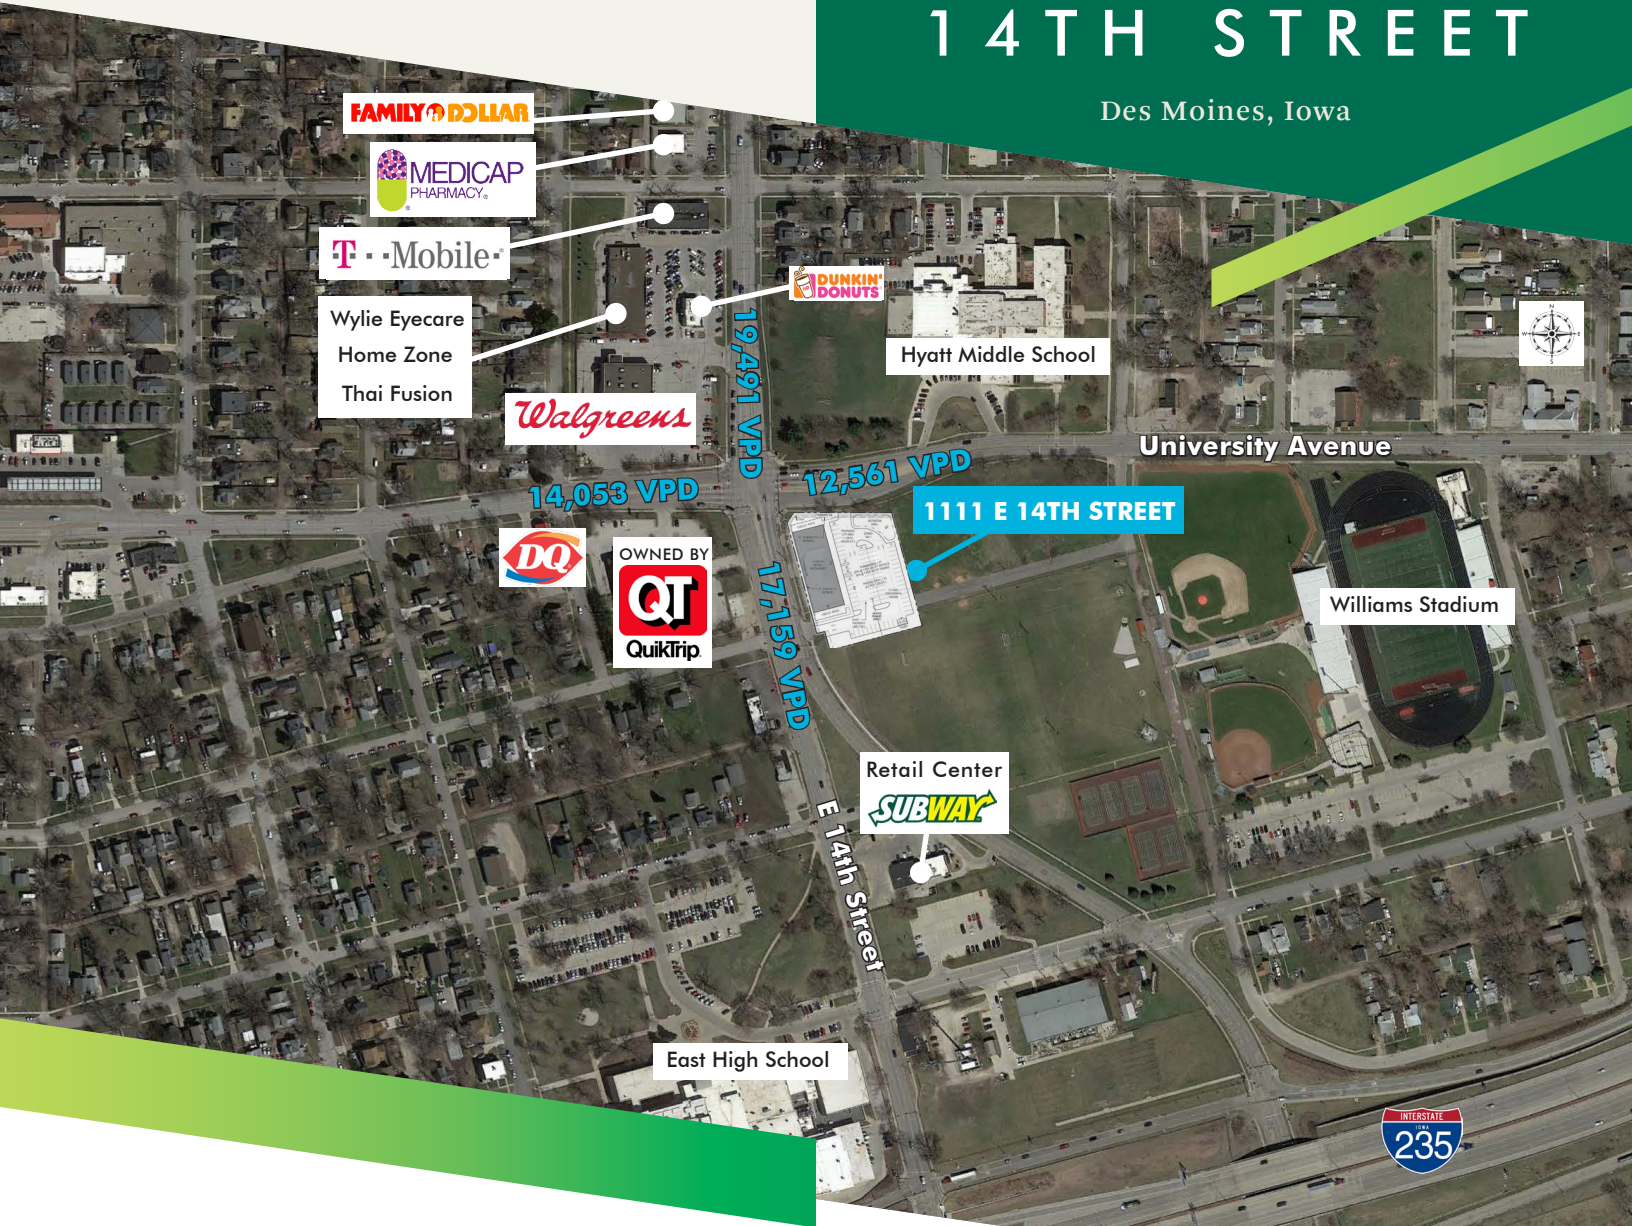 14TH STREET
Des Moines, Iowa
FAMILY DOLLAR
MEDICAP
PHARMACY®
T··Mobile·®
Wylie Eyecare
Home Zone
Thai Fusion
DUNKIN'
DONUTS
Hyatt Middle School
N
W E
S
Walgreens
19,491 VPD
University Avenue
14,053 VPD
12,561 VPD
1111 E 14TH STREET
DQ
OWNED BY
QT
QuikTrip
17,159 VPD
Williams Stadium
Retail Center
SUBWAY
E 14th Street
East High School
INTERSTATE
IOWA
235